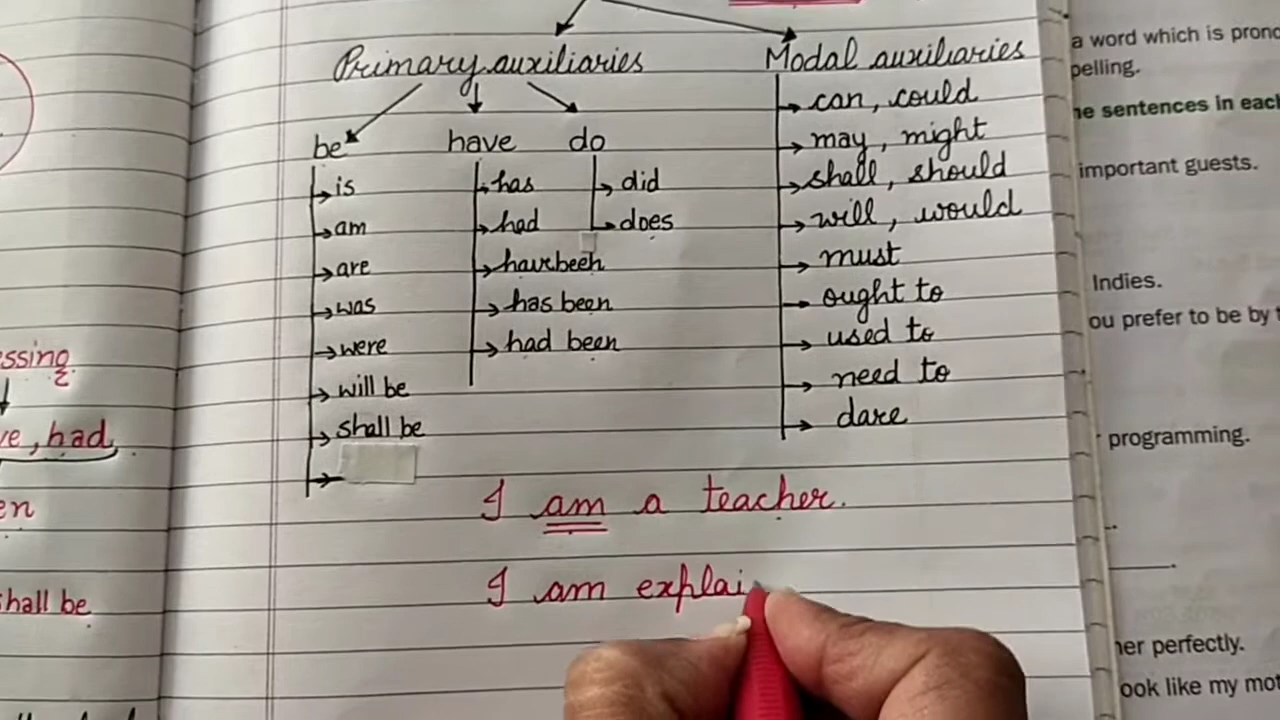 Primary auxiliaries
be
is
am
are
was
were
will be
shall be
have
has
had
have been
has been
had been
do
did
does
Modal auxiliaries
can, could
may, might
shall, should
will, would
must
ought to
used to
need to
dare
I am a teacher.
I am explai
ssing
ve, had
en
shall be
a word which is pronc
pelling.
ne sentences in each
important guests.
Indies.
ou prefer to be by t
programming.
her perfectly.
ook like my mot